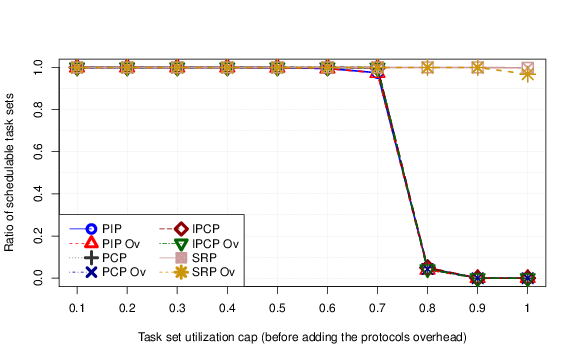 Ratio of schedulable task sets
1.0
0.8
0.6
0.4
0.2
0.0
PIP
PIP Ov
PCP
PCP Ov
IPCP
IPCP Ov
SRP
SRP Ov
0.1 0.2 0.3 0.4 0.5 0.6 0.7 0.8 0.9 1
Task set utilization cap (before adding the protocols overhead)